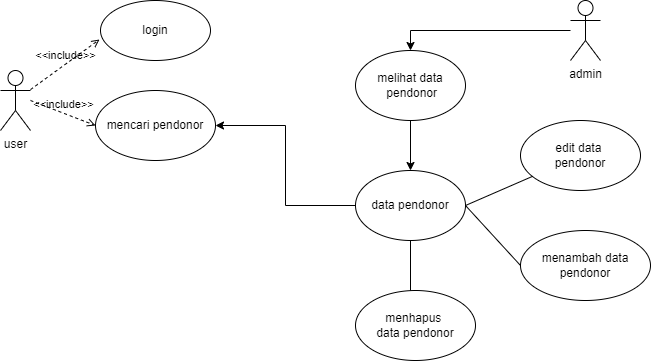 login
<<include>>
<<include>>
user
mencari pendonor
admin
melihat data
pendonor
data pendonor
edit data
pendonor
menambah data
pendonor
menhapus
data pendonor